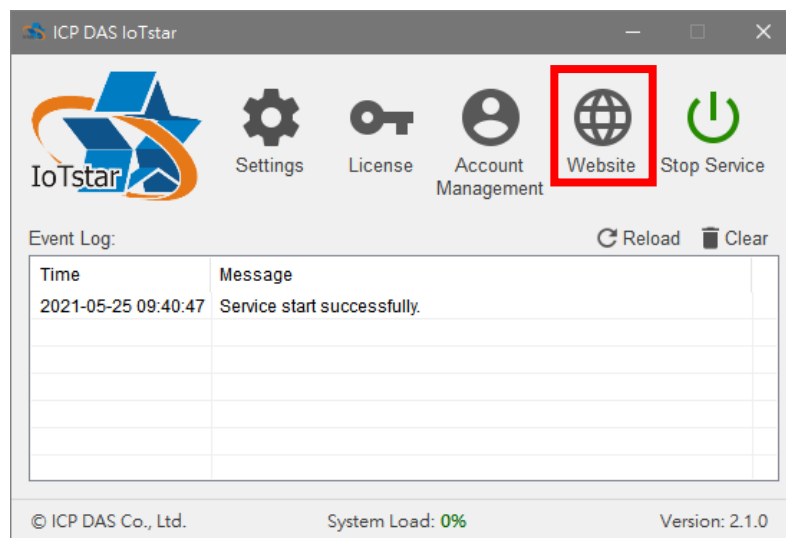 ICP DAS IoTstar
IoTstar
Settings
License
Account
Management
Website
Stop Service
Event Log:
Reload
Clear
Time Message
2021-05-25 09:40:47 Service start successfully.
© ICP DAS Co., Ltd. System Load: 0% Version: 2.1.0